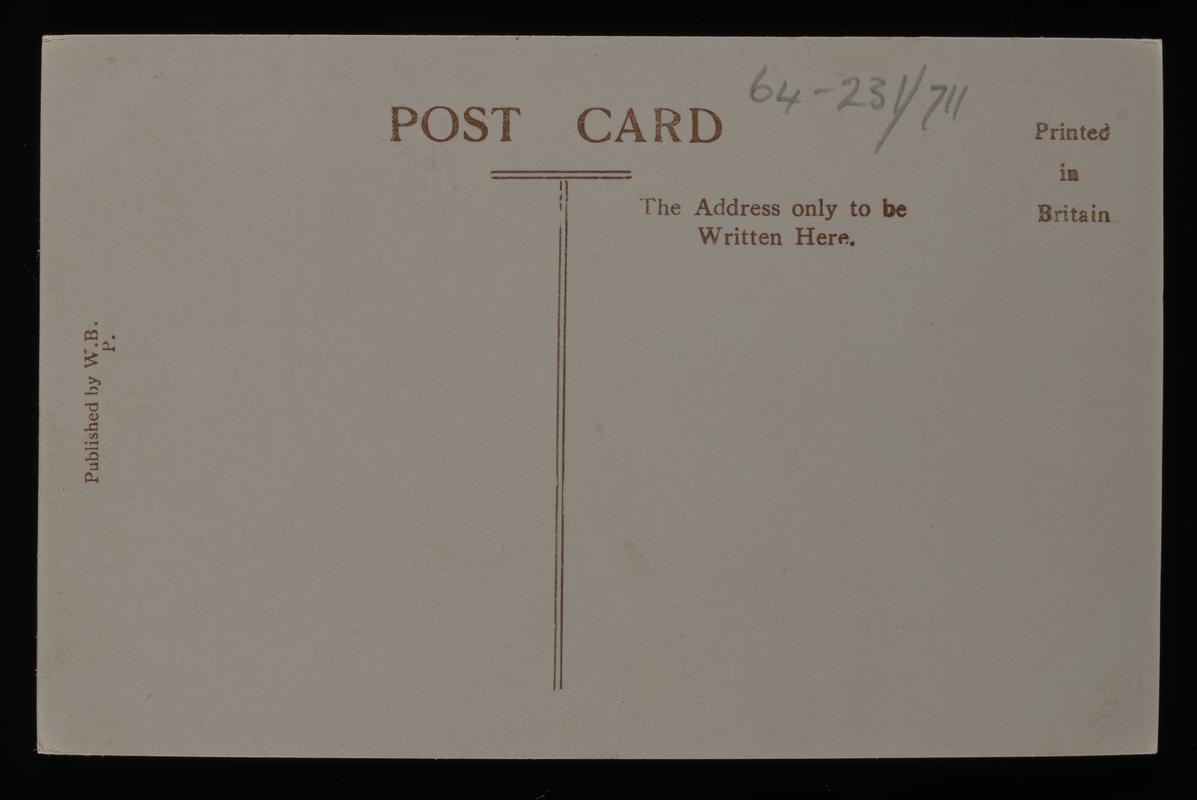 64-231/711
POST CARD
Printed
in
Britain
The Address only to be
Written Here.
Published by W.B.
P.